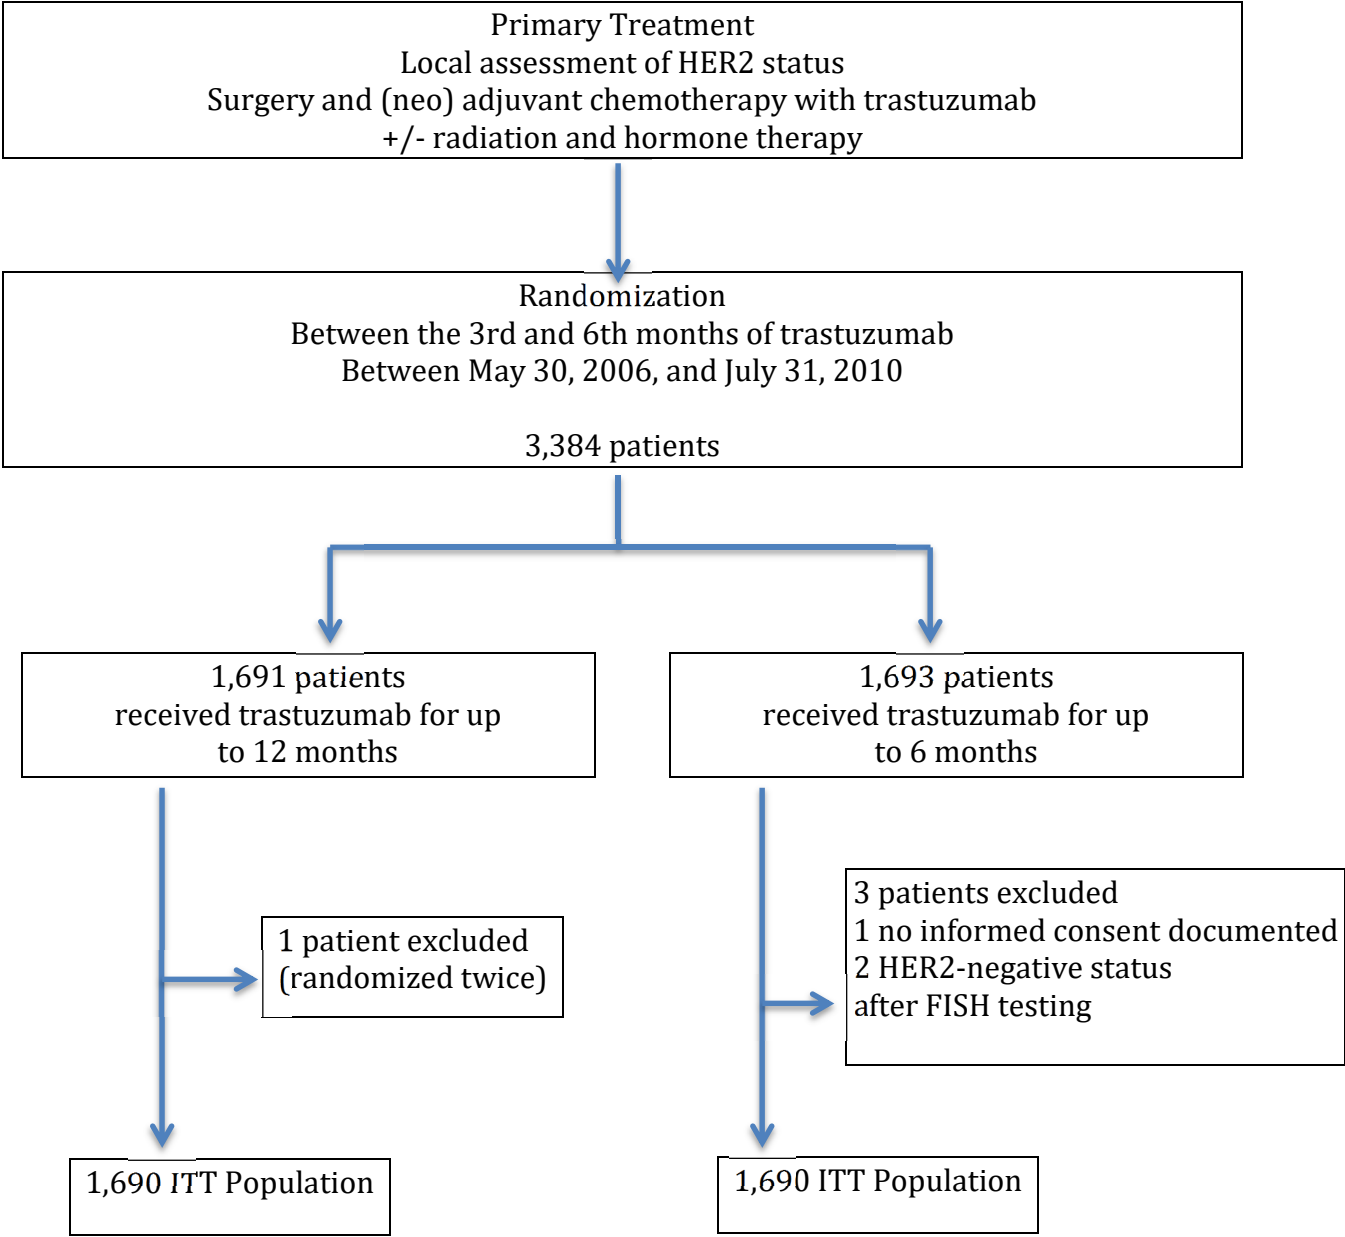 Primary Treatment
Local assessment of HER2 status
Surgery and (neo) adjuvant chemotherapy with trastuzumab
+/- radiation and hormone therapy
Randomization
Between the 3rd and 6th months of trastuzumab
Between May 30, 2006, and July 31, 2010
3,384 patients
1,691 patients
received trastuzumab for up
to 12 months
1,693 patients
received trastuzumab for up
to 6 months
1 patient excluded
(randomized twice)
3 patients excluded
1 no informed consent documented
2 HER2-negative status
after FISH testing
1,690 ITT Population
1,690 ITT Population